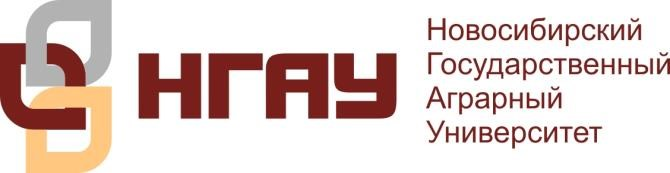 НГАУ
Новосибирский
Государственный
Аграрный
Университет